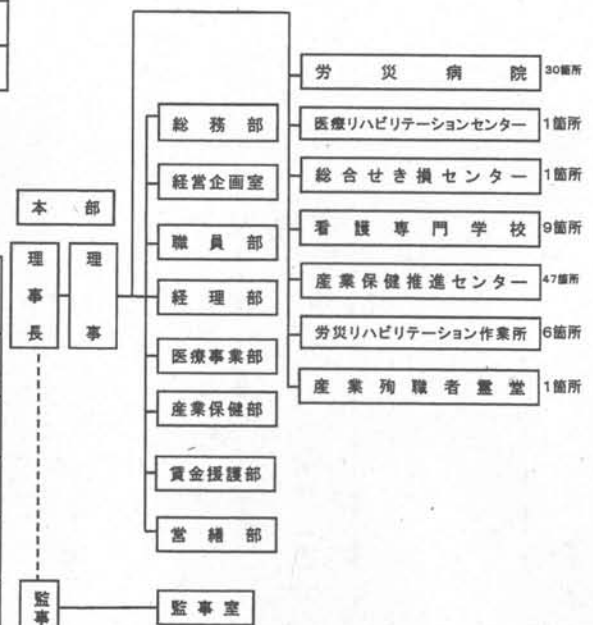 本部
理事長
理事
総務部
経営企画室
職員部
経理部
医療事業部
産業保健部
賃金援護部
営繕部
監事
監事室
労災病院 30箇所
医療リハビリテーションセンター 1箇所
総合せき損センター 1箇所
看護専門学校 9箇所
産業保健推進センター 47箇所
労災リハビリテーション作業所 6箇所
産業殉職者霊堂 1箇所